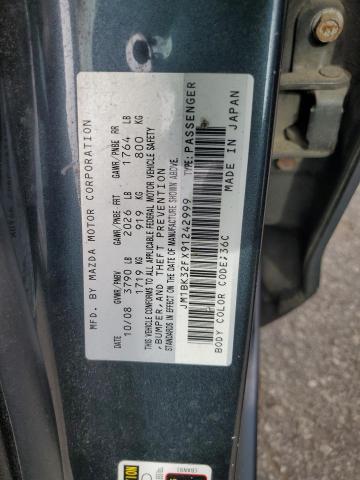 MFD. BY MAZDA MOTOR CORPORATION
DATE GVWR/PNBV GAWR/PNBE FRT GAWR/PNBE RR
10/08 3790 LB 2026 LB 1764 LB
1719 KG 919 KG 800 KG
THIS VEHICLE CONFORMS TO ALL APPLICABLE FEDERAL MOTOR VEHICLE SAFETY
,BUMPER,AND THEFT PREVENTION
STANDARDS IN EFFECT ON THE DATE OF MANUFACTURE SHOWN ABOVE.
JM1BK32FX91242999 TYPE: PASSENGER
BODY COLOR CODE;36C MADE IN JAPAN
CAUTION